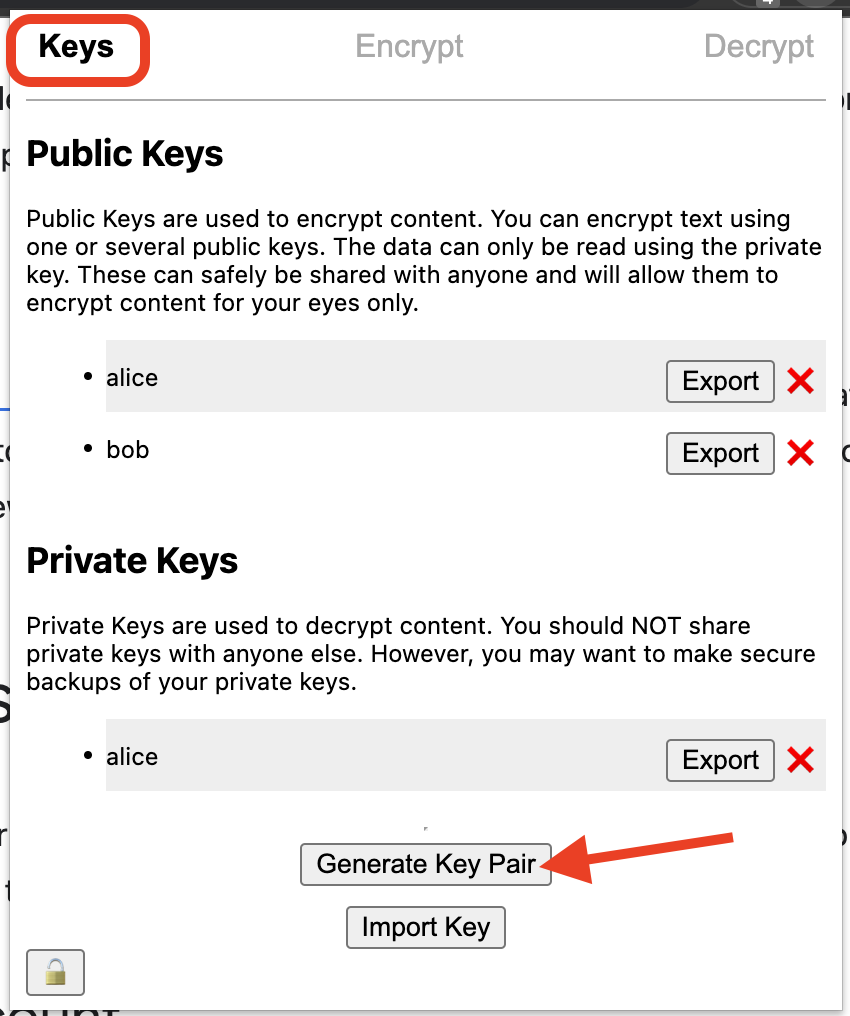 Keys Encrypt Decrypt
Public Keys
Public Keys are used to encrypt content. You can encrypt text using
one or several public keys. The data can only be read using the private
key. These can safely be shared with anyone and will allow them to
encrypt content for your eyes only.
alice Export
bob Export
Private Keys
Private Keys are used to decrypt content. You should NOT share
private keys with anyone else. However, you may want to make secure
backups of your private keys.
alice Export
Generate Key Pair
Import Key